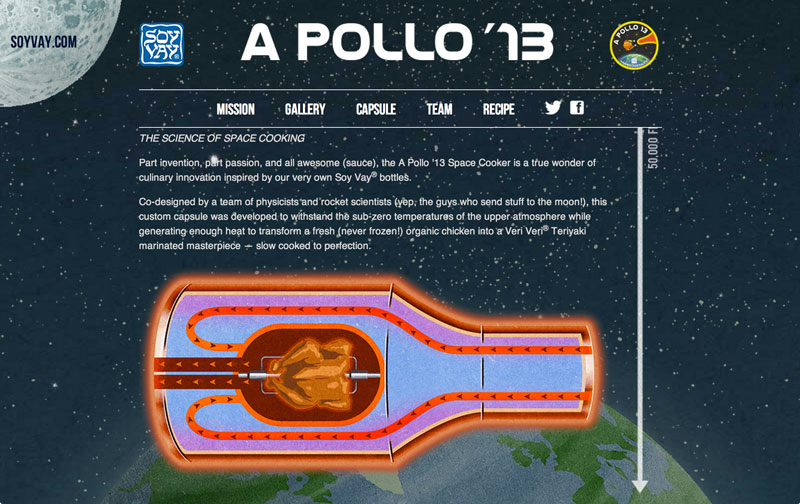 SOYVAY.COM
SOY
VAY®
A POLLO '13
A POLLO '13
MISSION
GALLERY
CAPSULE
TEAM
RECIPE
THE SCIENCE OF SPACE COOKING
50,000 F
Part invention, part passion, and all awesome (sauce), the A Pollo '13 Space Cooker is a true wonder of
culinary innovation inspired by our very own Soy Vay® bottles.
Co-designed by a team of physicists and rocket scientists (yep, the guys who send stuff to the moon!), this
custom capsule was developed to withstand the sub-zero temperatures of the upper atmosphere while
generating enough heat to transform a fresh (never frozen!) organic chicken into a Veri Veri® Teriyaki
marinated masterpiece — slow cooked to perfection.